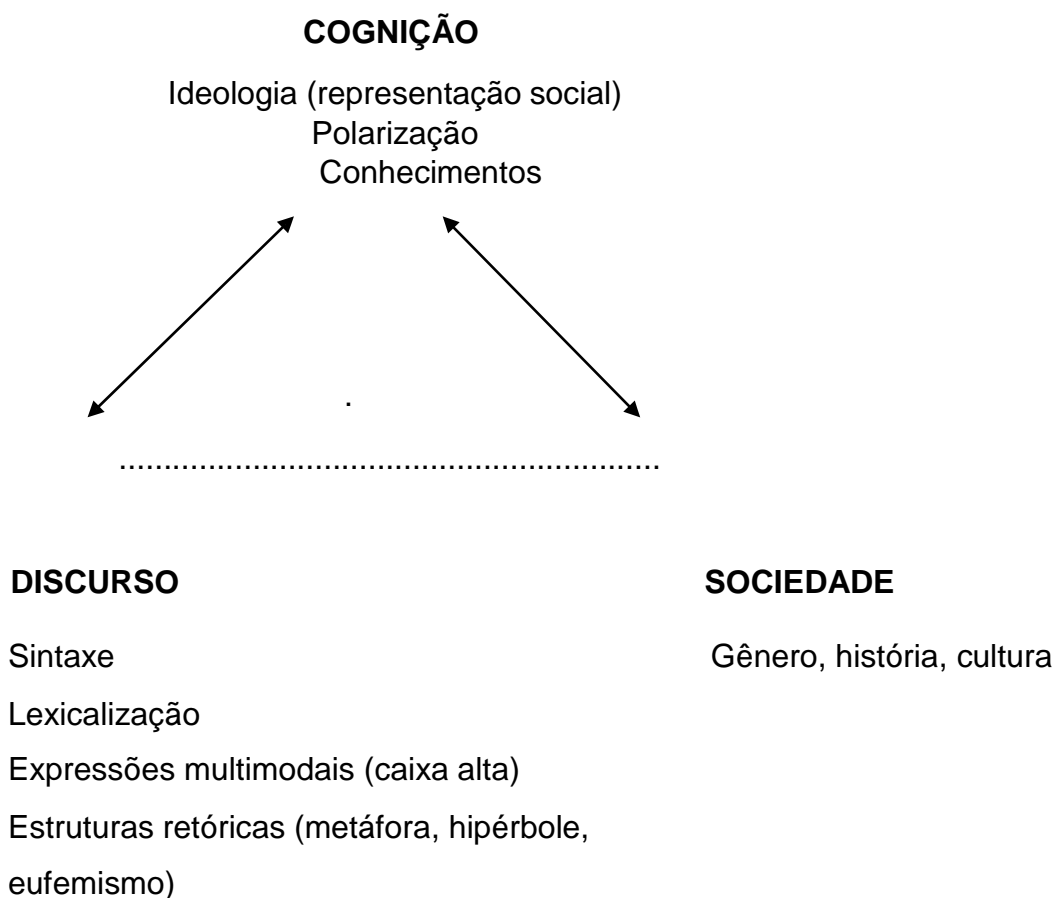 COGNIÇÃO
Ideologia (representação social)
Polarização
Conhecimentos
.
............................................................
DISCURSO
SOCIEDADE
Sintaxe
Gênero, história, cultura
Lexicalização
Expressões multimodais (caixa alta)
Estruturas retóricas (metáfora, hipérbole,
eufemismo)